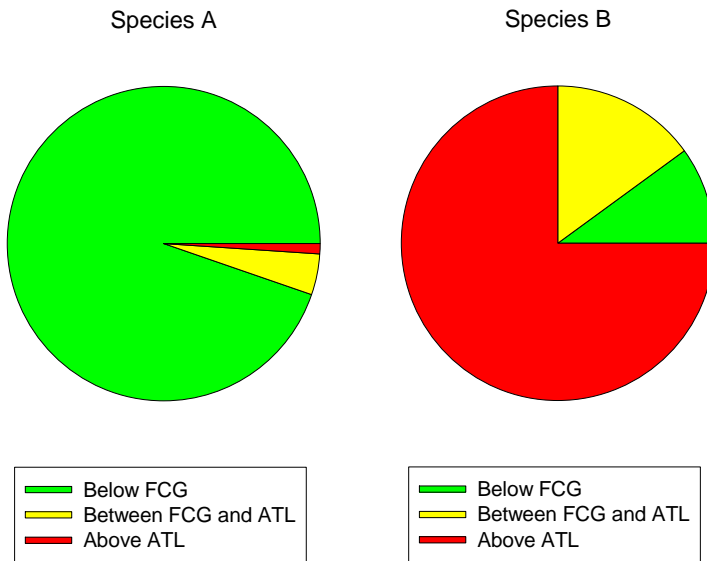 Species A
Species B
Below FCG
Between FCG and ATL
Above ATL
Below FCG
Between FCG and ATL
Above ATL